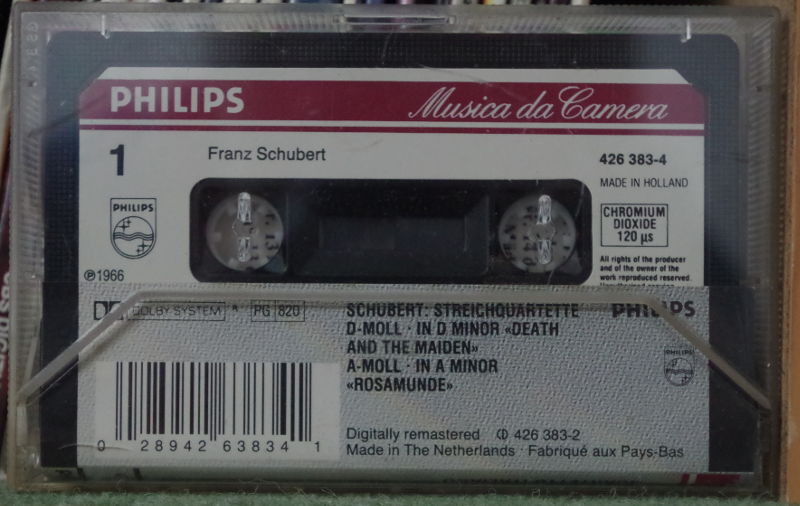 PHILIPS Musica da Camera
1 Franz Schubert 426 383-4
MADE IN HOLLAND
PHILIPS
CHROMIUM
DIOXIDE
120 µs
All rights of the producer
and of the owner of the
work reproduced reserved.
℗1966
DOLBY SYSTEM PG 820
SCHUBERT: STREICHQUARTETTE
PHILIPS
D-MOLL · IN D MINOR «DEATH
AND THE MAIDEN»
A-MOLL · IN A MINOR
«ROSAMUNDE»
PHILIPS
0 28942 63834 1
Digitally remastered CD 426 383-2
Made in The Netherlands · Fabriqué aux Pays-Bas